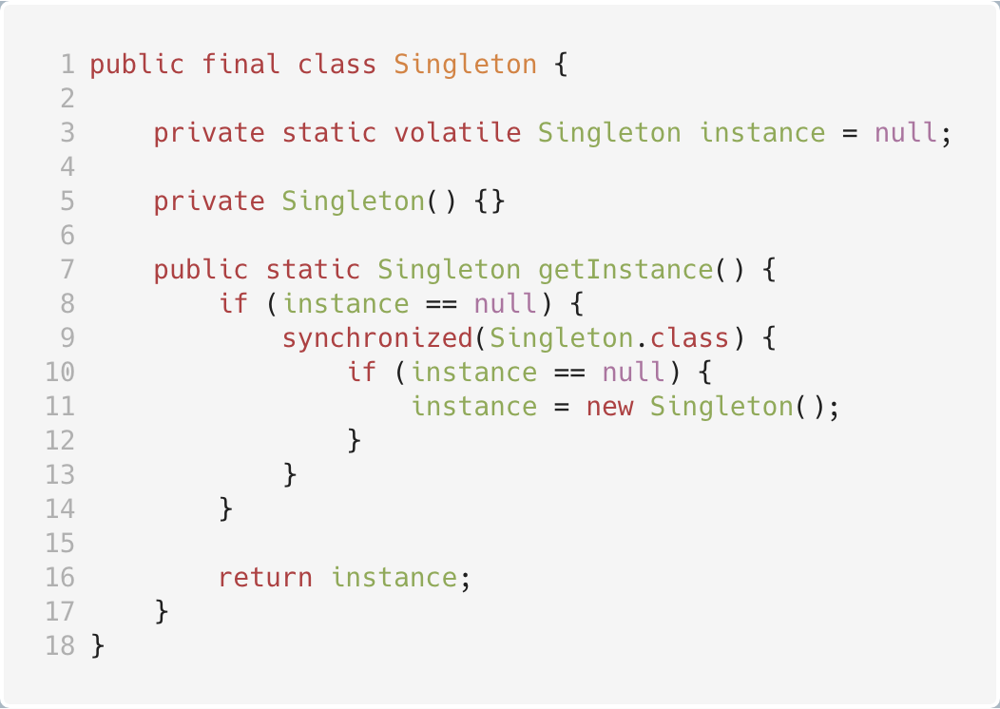 1 public final class Singleton {
2
3     private static volatile Singleton instance = null;
4
5     private Singleton() {}
6
7     public static Singleton getInstance() {
8         if (instance == null) {
9             synchronized(Singleton.class) {
10                 if (instance == null) {
11                     instance = new Singleton();
12                 }
13             }
14         }
15
16         return instance;
17     }
18 }